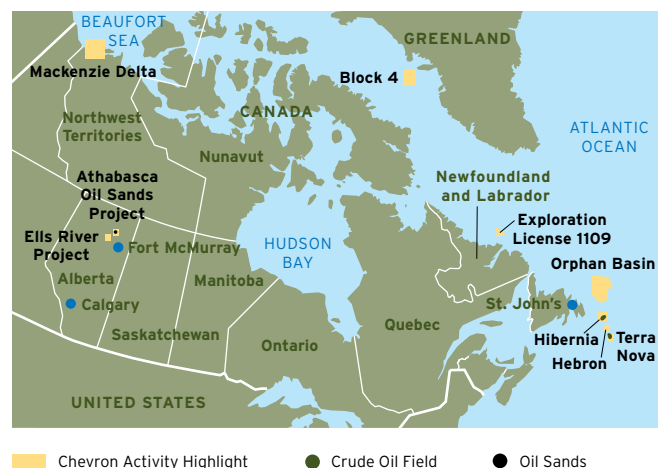 BEAUFORT
SEA
GREENLAND
Mackenzie Delta
Block 4
CANADA
Northwest
Territories
ATLANTIC
OCEAN
Nunavut
Athabasca
Oil Sands
Project
Newfoundland
and Labrador
Ells River
Project
Fort McMurray
HUDSON
BAY
Exploration
License 1109
Orphan Basin
Alberta
Manitoba
Calgary
St. John's
Saskatchewan
Quebec
Ontario
Hibernia
Terra
Nova
Hebron
UNITED STATES
Chevron Activity Highlight
Crude Oil Field
Oil Sands